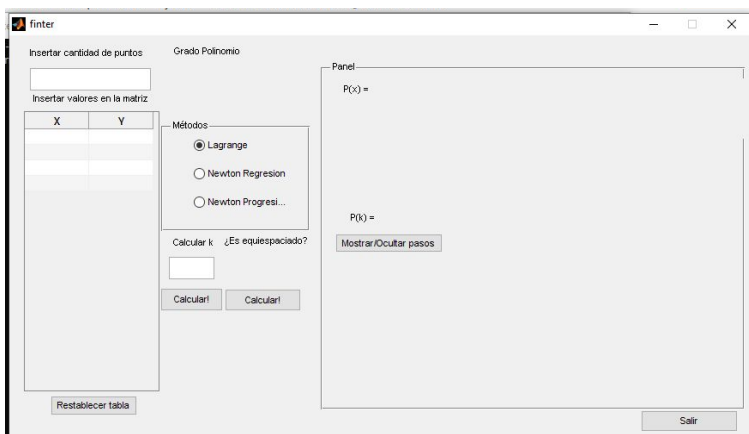 finter
Insertar cantidad de puntos
Grado Polinomio
Insertar valores en la matriz
X Y
Métodos
Lagrange
Newton Regresion
Newton Progresi...
Calcular k ¿Es equiespaciado?
Calcular! Calcular!
Restablecer tabla
Panel
P(x) =
P(k) =
Mostrar/Ocultar pasos
Salir